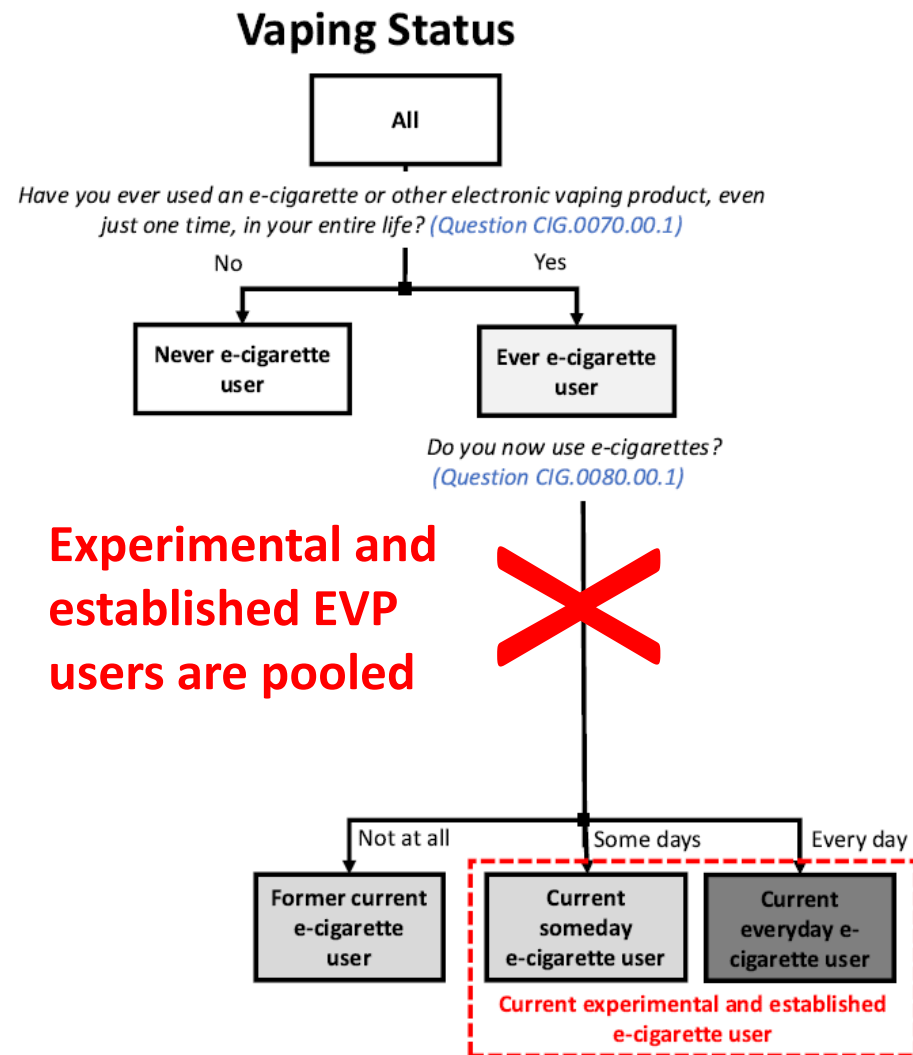 Vaping Status
All
Have you ever used an e-cigarette or other electronic vaping product, even
just one time, in your entire life? (Question CIG.0070.00.1)
No
Yes
Never e-cigarette
user
Ever e-cigarette
user
Do you now use e-cigarettes?
(Question CIG.0080.00.1)
Experimental and
established EVP
users are pooled
Not at all
Some days
Every day
Former current
e-cigarette
user
Current
someday
e-cigarette user
Current
everyday e-
cigarette user
Current experimental and established
e-cigarette user